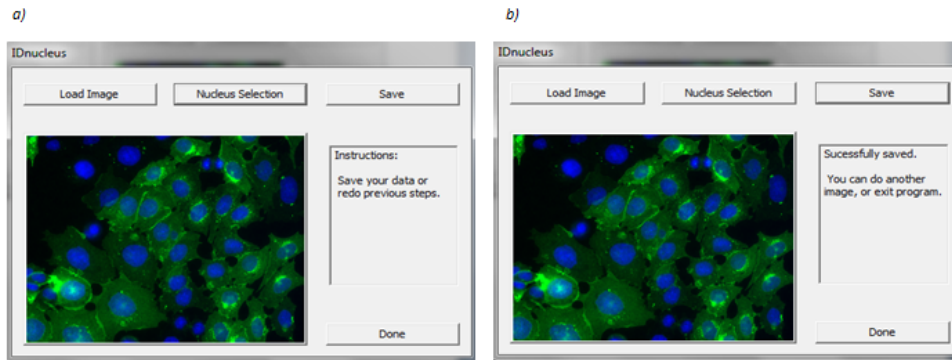 a)
IDnucleus
Load Image
Nucleus Selection
Save
Instructions:
Save your data or
redo previous steps.
Done
b)
IDnucleus
Load Image
Nucleus Selection
Save
Sucessfully saved.
You can do another
image, or exit program.
Done